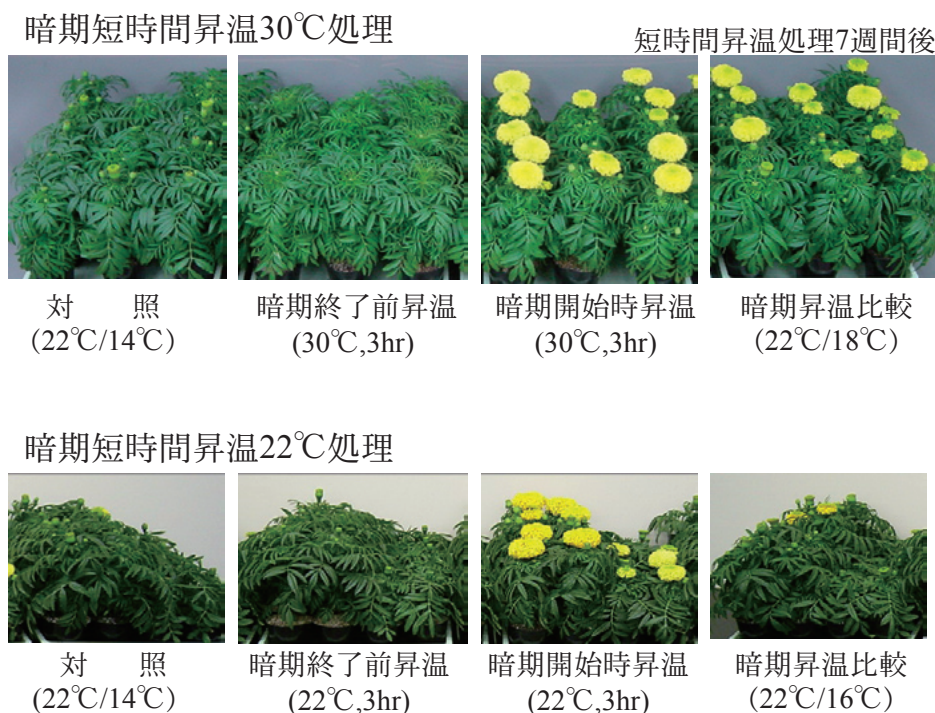 暗期短時間昇温30℃処理
短時間昇温処理7週間後
対　　照
(22℃/14℃)
暗期終了前昇温
(30℃,3hr)
暗期開始時昇温
(30℃,3hr)
暗期昇温比較
(22℃/18℃)
暗期短時間昇温22℃処理
対　　照
(22℃/14℃)
暗期終了前昇温
(22℃,3hr)
暗期開始時昇温
(22℃,3hr)
暗期昇温比較
(22℃/16℃)